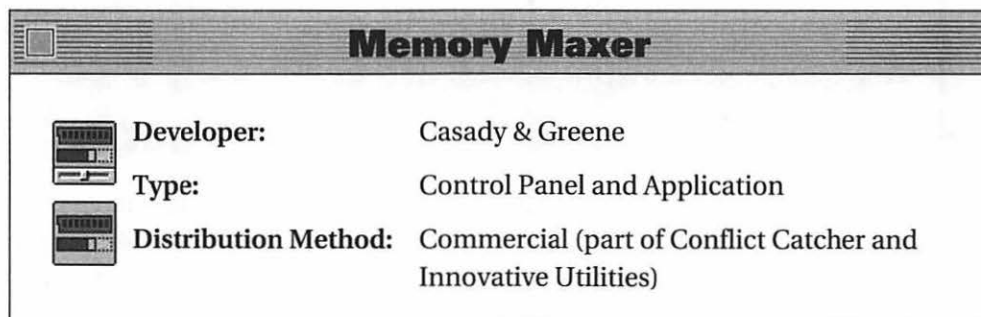 Memory Maxer
Developer: Casady & Greene
Type: Control Panel and Application
Distribution Method: Commercial (part of Conflict Catcher and
Innovative Utilities)